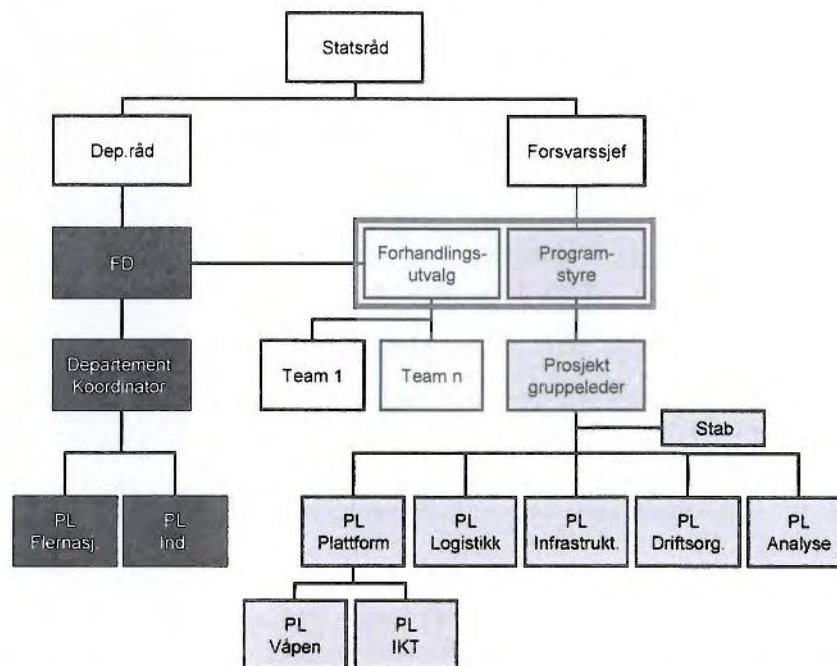 Statsråd
Dep.råd
Forsvarssjef
FD
Forhandlings-
utvalg
Program-
styre
Departement
Koordinator
Team 1
Team n
Prosjekt
gruppeleder
Stab
PL
Flernasj.
PL
Ind.
PL
Plattform
PL
Logistikk
PL
Infrastrukt.
PL
Driftsorg.
PL
Analyse
PL
Våpen
PL
IKT